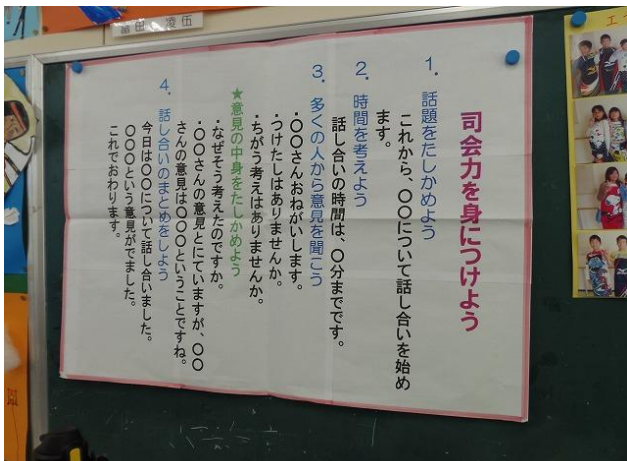 司会力を身につけよう
1．話題をたしかめよう
これから、〇〇について話し合いを始め
ます。
2．時間を考えよう
話し合いの時間は、〇分までです。
3．多くの人から意見を聞こう
・〇〇さんおねがいします。
・つけたしはありませんか。
・ちがう考えはありませんか。
★意見の中身をたしかめよう
・なぜそう考えたのですか。
・〇〇さんの意見とにていますが、〇〇
さんの意見は〇〇〇ということですね。
4．話し合いのまとめをしよう
今日は〇〇について話し合いました。
〇〇〇という意見がでました。
これでおわります。